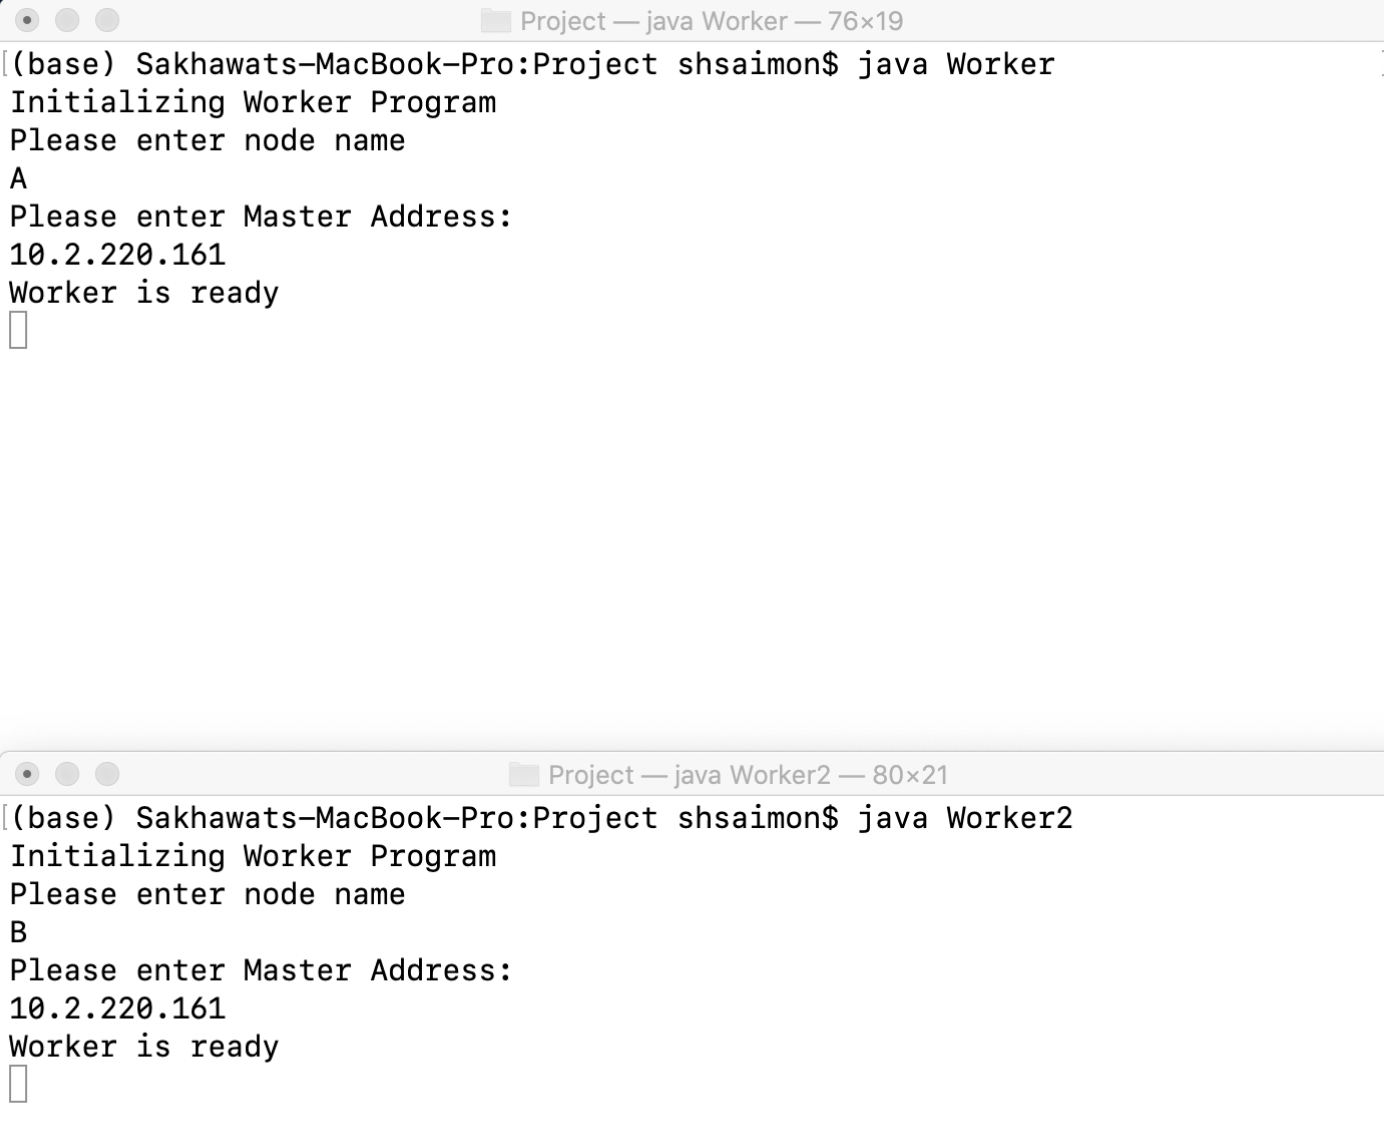 Project — java Worker — 76×19
(base) Sakhawats-MacBook-Pro:Project shsaimon$ java Worker
Initializing Worker Program
Please enter node name
A
Please enter Master Address:
10.2.220.161
Worker is ready
Project — java Worker2 — 80×21
(base) Sakhawats-MacBook-Pro:Project shsaimon$ java Worker2
Initializing Worker Program
Please enter node name
B
Please enter Master Address:
10.2.220.161
Worker is ready